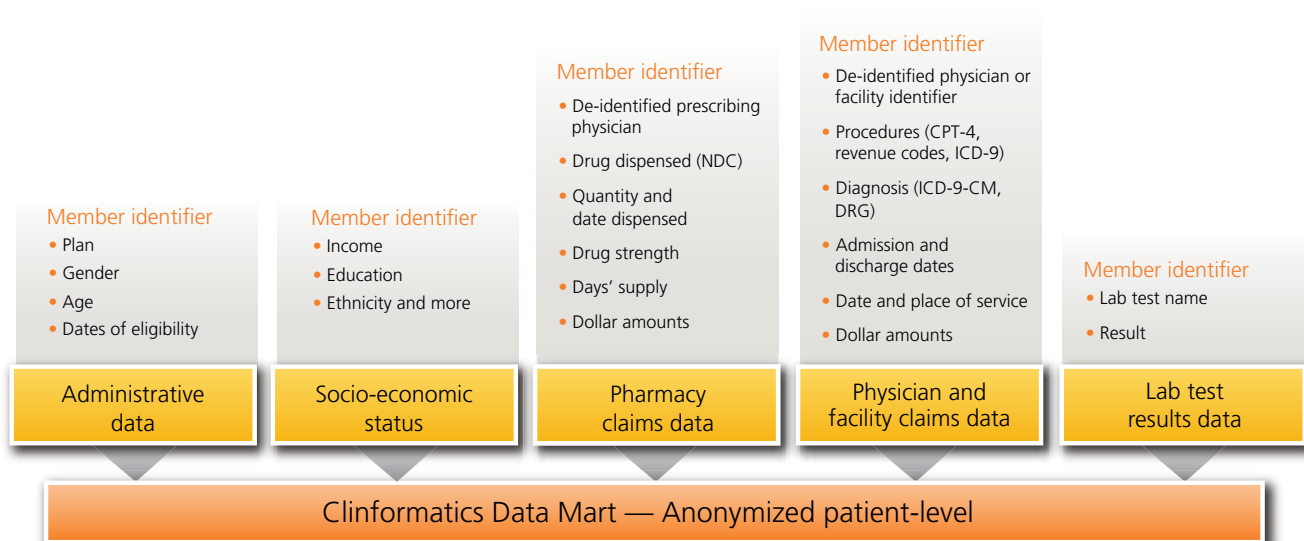 Member identifier
• Plan
• Gender
• Age
• Dates of eligibility
Administrative
data
Member identifier
• Income
• Education
• Ethnicity and more
Socio-economic
status
Member identifier
• De-identified prescribing
physician
• Drug dispensed (NDC)
• Quantity and
date dispensed
• Drug strength
• Days’ supply
• Dollar amounts
Pharmacy
claims data
Member identifier
• De-identified physician or
facility identifier
• Procedures (CPT-4,
revenue codes, ICD-9)
• Diagnosis (ICD-9-CM,
DRG)
• Admission and
discharge dates
• Date and place of service
• Dollar amounts
Physician and
facility claims data
Member identifier
• Lab test name
• Result
Lab test
results data
Clinformatics Data Mart — Anonymized patient-level